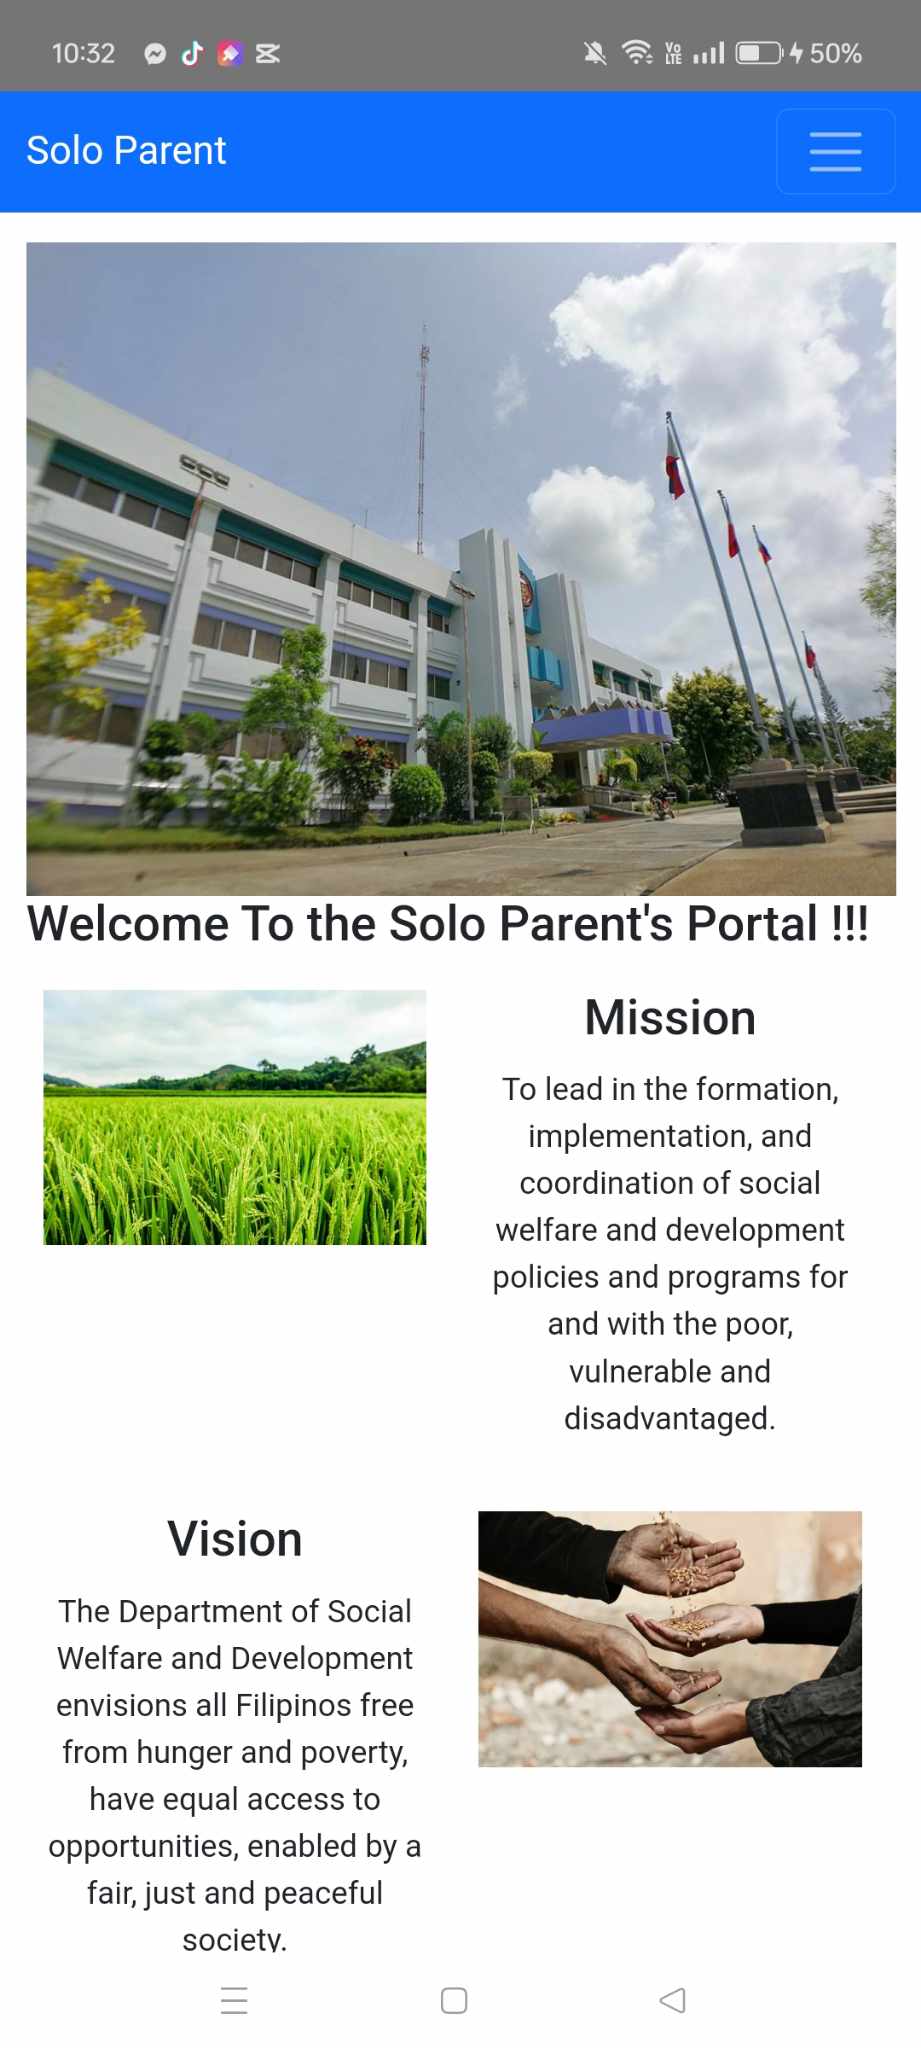 10:32
Vo LTE
50%
Solo Parent
Welcome To the Solo Parent's Portal !!!
Mission
To lead in the formation,
implementation, and
coordination of social
welfare and development
policies and programs for
and with the poor,
vulnerable and
disadvantaged.
Vision
The Department of Social
Welfare and Development
envisions all Filipinos free
from hunger and poverty,
have equal access to
opportunities, enabled by a
fair, just and peaceful
society.